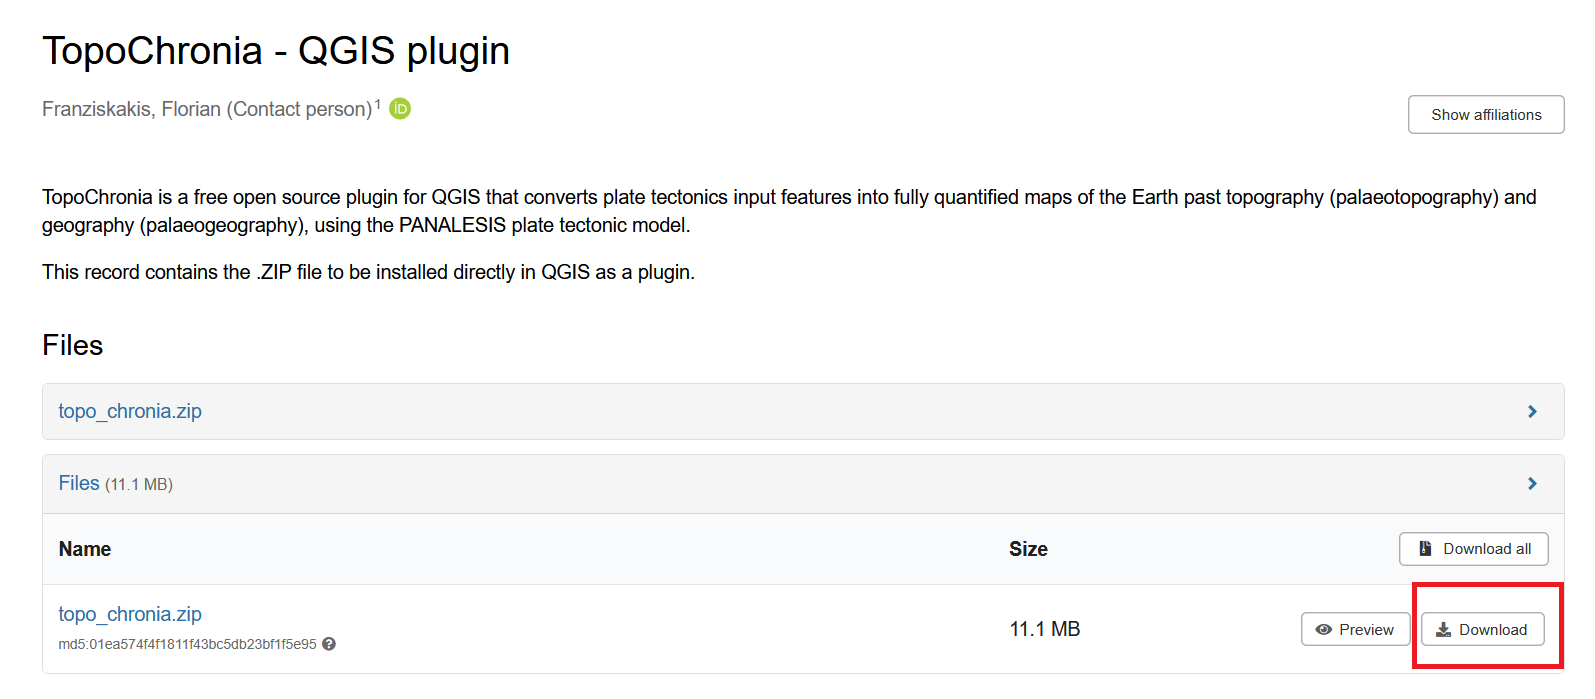 TopoChronia - QGIS plugin
Franziskakis, Florian (Contact person)1 iD
Show affiliations
TopoChronia is a free open source plugin for QGIS that converts plate tectonics input features into fully quantified maps of the Earth past topography (palaeotopography) and
geography (palaeogeography), using the PANALESIS plate tectonic model.
This record contains the .ZIP file to be installed directly in QGIS as a plugin.
Files
topo_chronia.zip
Files (11.1 MB)
Name Size Download all
topo_chronia.zip
11.1 MB Preview Download
md5:01ea574f4f1811f43bc5db23bf1f5e95 ?